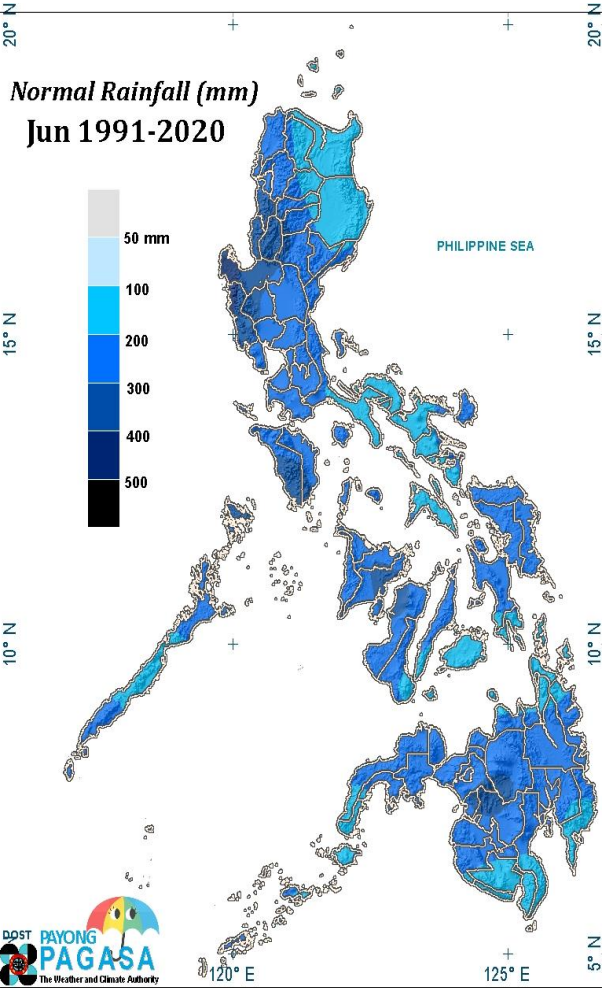 20° N
20° N
Normal Rainfall (mm)
Jun 1991-2020
50 mm
100
200
300
400
500
PHILIPPINE SEA
15° N
15° N
10° N
10° N
DOST
PAYONG
PAGASA
The Weather and Climate Authority
120° E
125° E
5° N